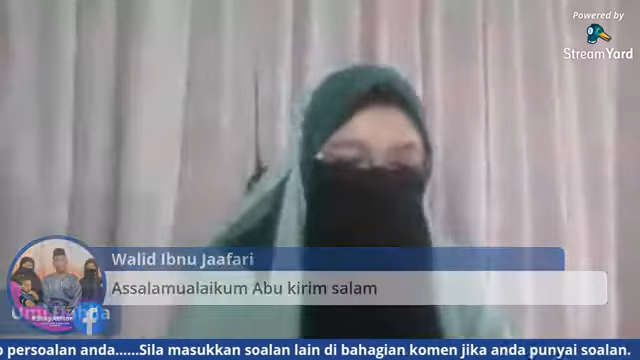 Powered by
StreamYard
Walid Ibnu Jaafari
Assalamualaikum Abu kirim salam
persoalan anda......Sila masukkan soalan lain di bahagian komen jika anda punyai soalan.